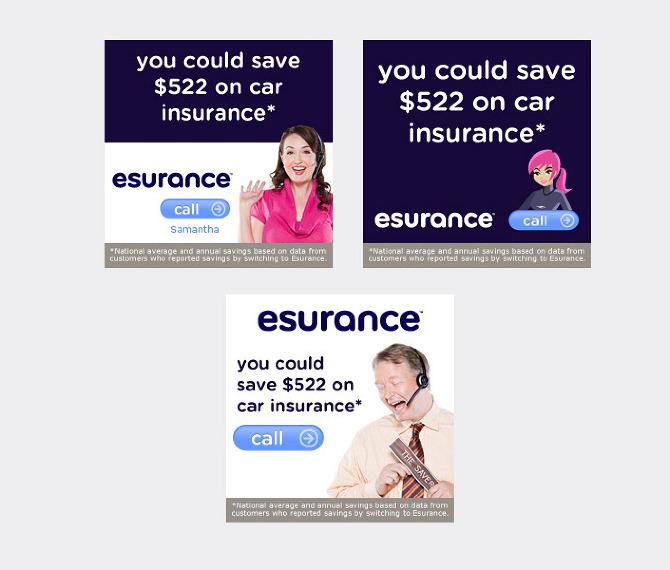 you could save
$522 on car
insurance*
esurance™
call
Samantha
*National average and annual savings based on data from
customers who reported savings by switching to Esurance.
you could save
$522 on car
insurance*
esurance™
call
*National average and annual savings based on data from
customers who reported savings by switching to Esurance.
esurance™
you could
save $522 on
car insurance*
call
THE SAVER
*National average and annual savings based on data from
customers who reported savings by switching to Esurance.